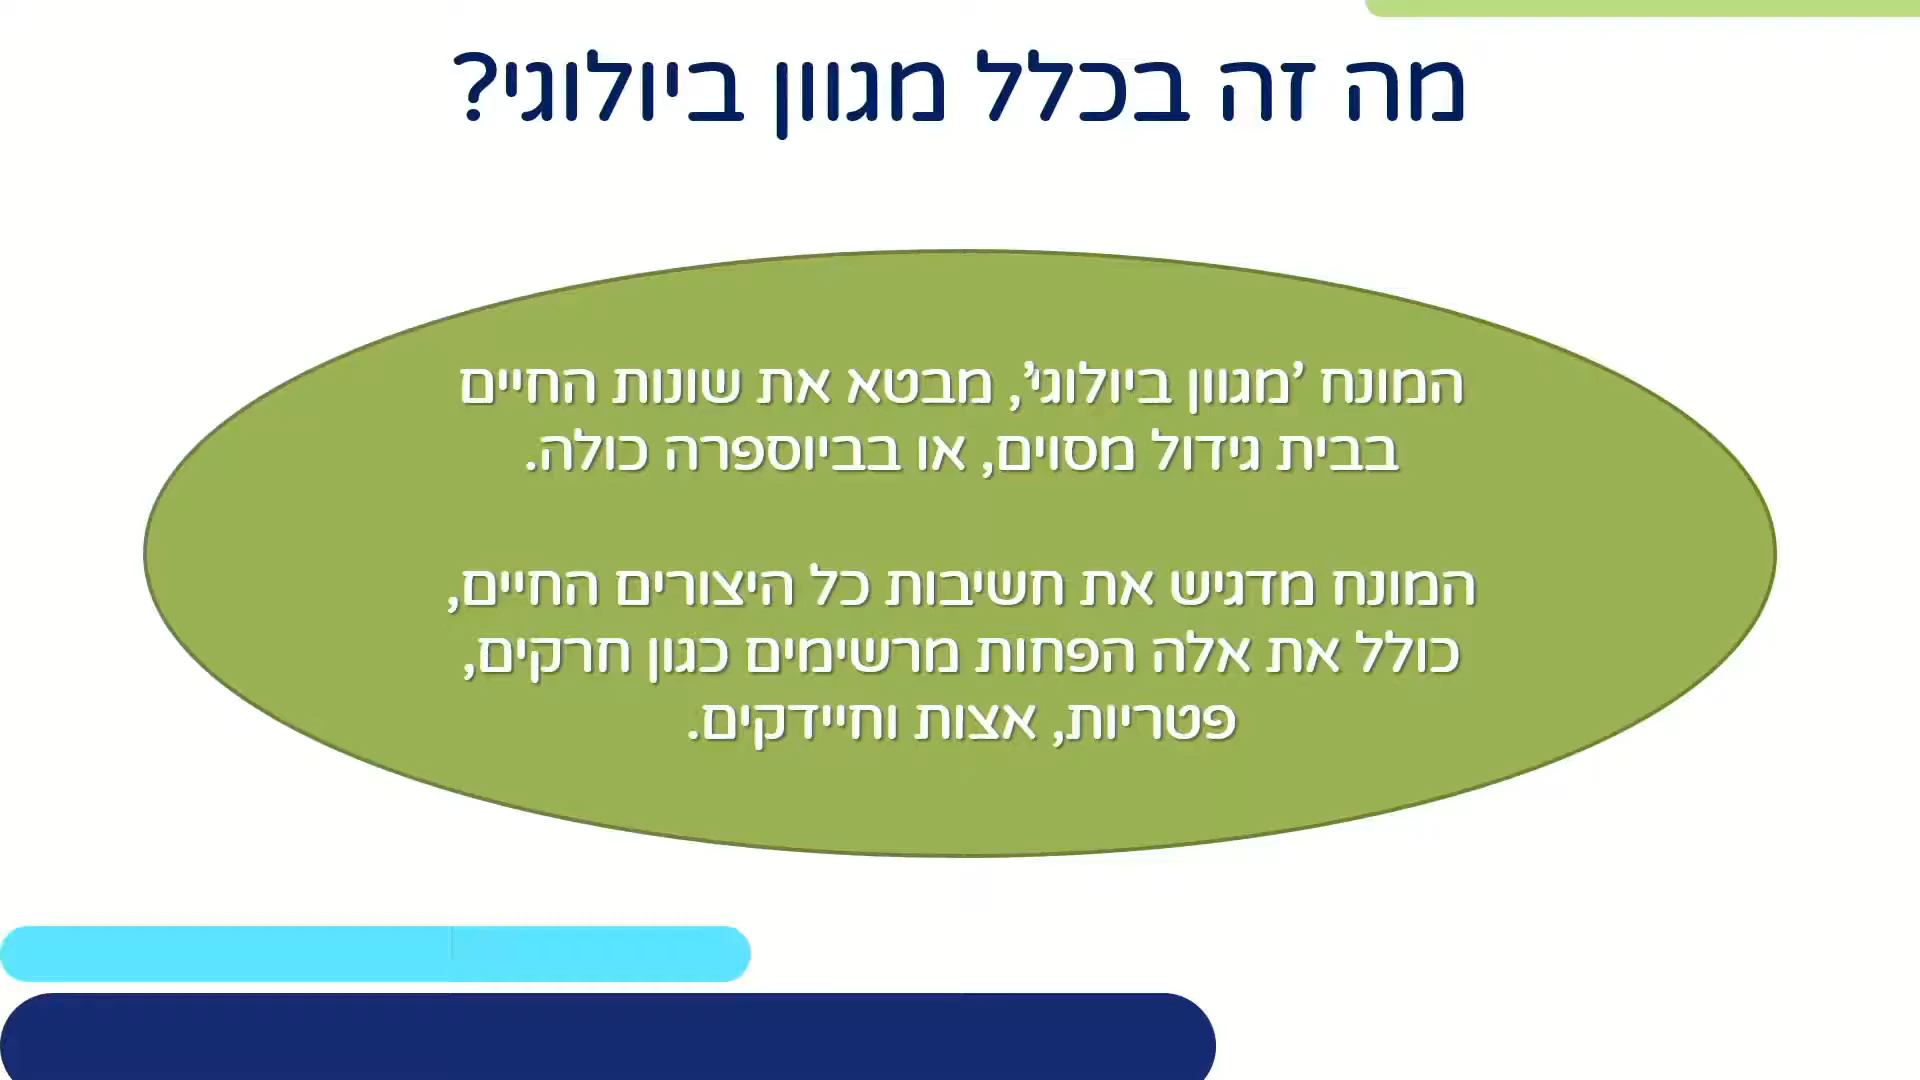 מה זה בכלל מגוון ביולוגי?
המונח ’מגוון ביולוגי’, מבטא את שונות החיים
בבית גידול מסוים, או בביוספרה כולה.
המונח מדגיש את חשיבות כל היצורים החיים,
כולל את אלה הפחות מרשימים כגון חרקים,
פטריות, אצות וחיידקים.